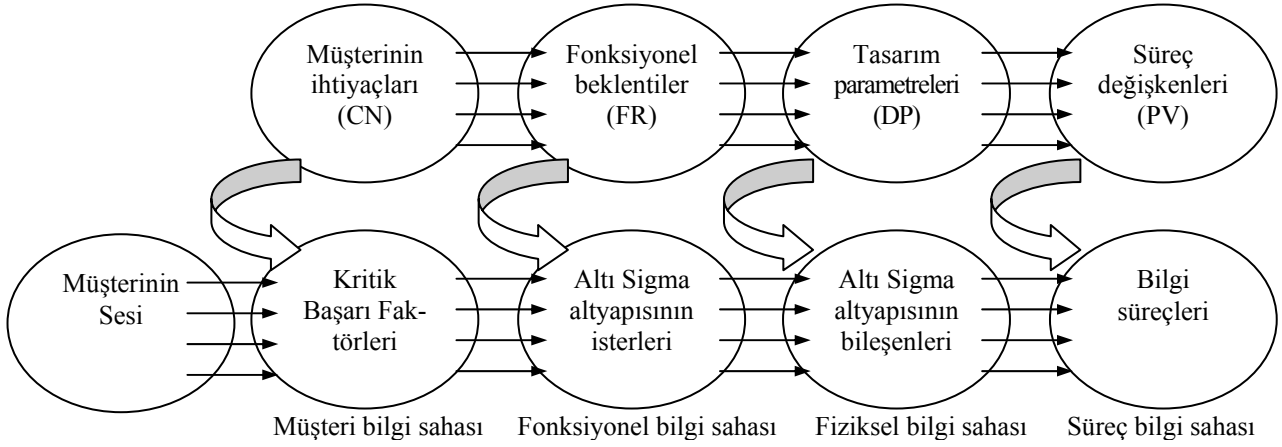 Müşterinin
ihtiyaçları
(CN)
Fonksiyonel
beklentiler
(FR)
Tasarım
parametreleri
(DP)
Süreç
değişkenleri
(PV)
Müşterinin
Sesi
Kritik
Başarı Fak-
törleri
Altı Sigma
altyapısının
isterleri
Altı Sigma
altyapısının
bileşenleri
Bilgi
süreçleri
Müşteri bilgi sahası
Fonksiyonel bilgi sahası
Fiziksel bilgi sahası
Süreç bilgi sahası